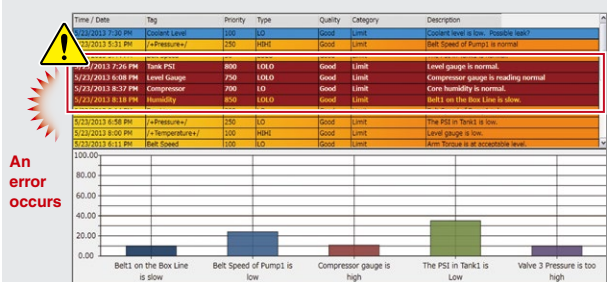 Time / Date Tag Priority Type Quality Category Description
5/23/2013 7:30 PM Coolant Level 100 LO Good Limit Coolant level is low. Possible leak?
5/23/2013 5:31 PM /+Pressure+/ 250 HIHI Good Limit Belt Speed of Pump1 is normal
7:26 PM Tank PSI 800 LOLO Good Limit Level gauge is normal.
5/23/2013 6:08 PM Level Gauge 750 LOLO Good Limit Compressor gauge is reading normal
5/23/2013 8:37 PM Compressor 700 LO Good Limit Core humidity is normal.
5/23/2013 8:18 PM Humidity 850 LOLO Good Limit Belt1 on the Box Line is slow.
5/23/2013 6:58 PM /+Pressure+/ 250 LO Good Limit The PSI in Tank1 is low.
5/23/2013 8:00 PM /+Temperature+/ 100 HIHI Good Limit Level gauge is low.
5/23/2013 6:11 PM Belt Speed 100 LO Good Limit Arm Torque is at acceptable level.
An
error
occurs
100.00
80.00
60.00
40.00
20.00
0.00
Belt1 on the Box Line
is slow
Belt Speed of Pump1 is
low
Compressor gauge is
high
The PSI in Tank1 is
Low
Valve 3 Pressure is too
high